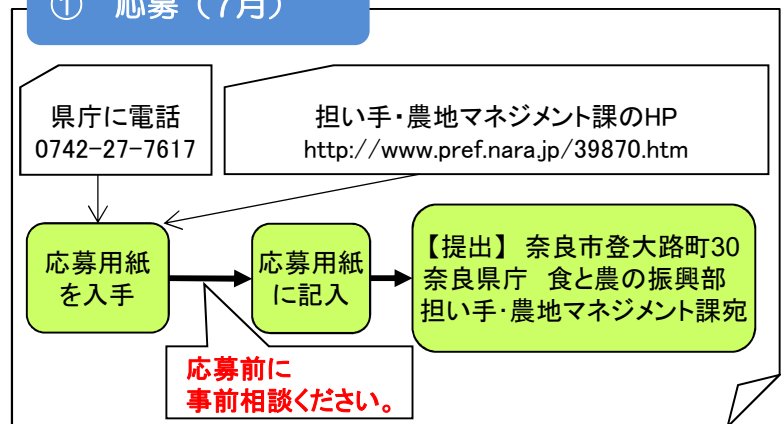 ① 応募（7月）
県庁に電話
0742-27-7617
担い手・農地マネジメント課のHP
http://www.pref.nara.jp/39870.htm
応募用紙
を入手
応募用紙
に記入
【提出】 奈良市登大路町30
奈良県庁 食と農の振興部
担い手・農地マネジメント課宛
応募前に
事前相談ください。